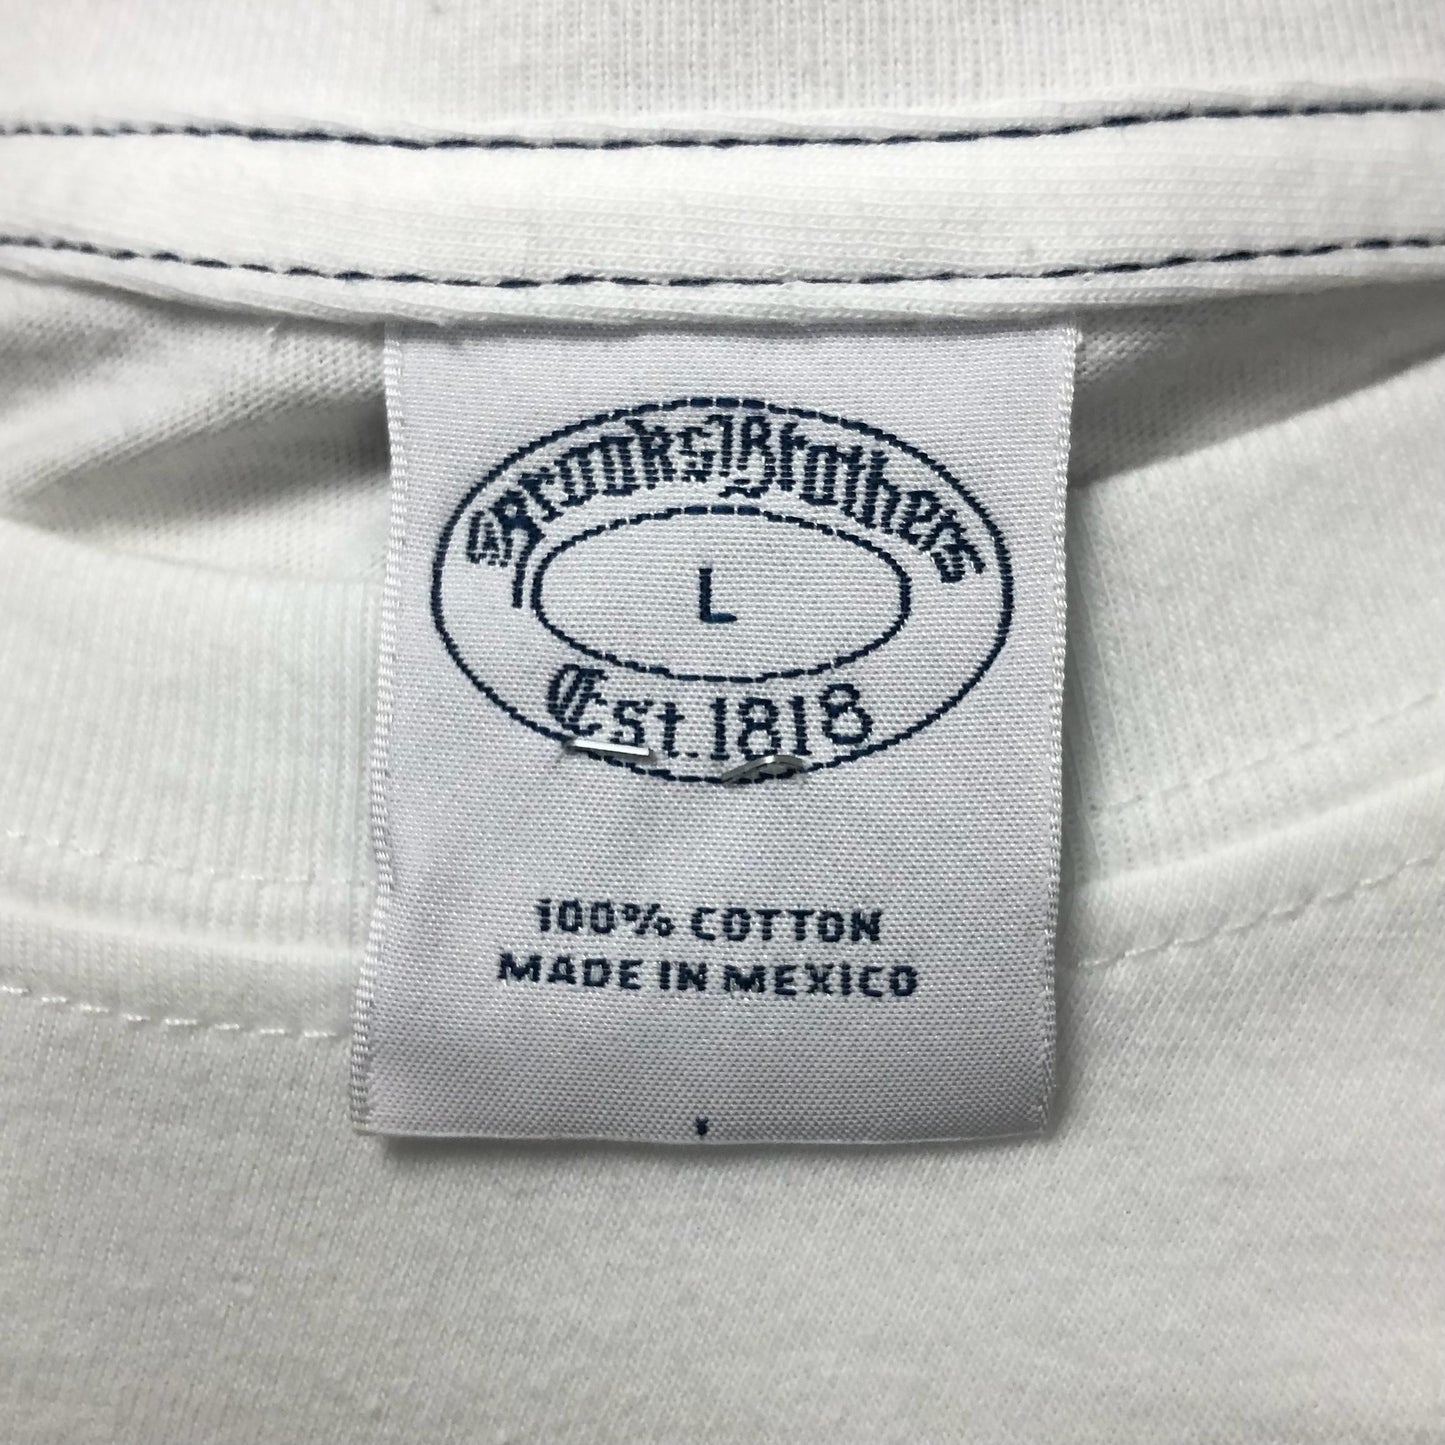 Brooks Brothers
L
Est. 1818
100% COTTON
MADE IN MEXICO